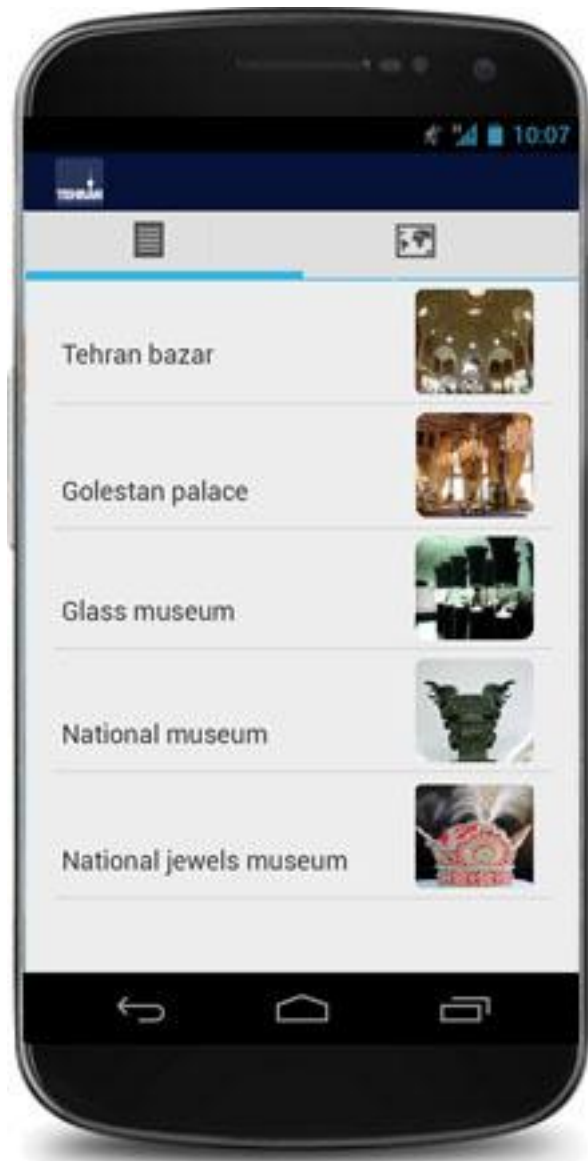 H 10:07
TEHRAN
Tehran bazar
Golestan palace
Glass museum
National museum
National jewels museum